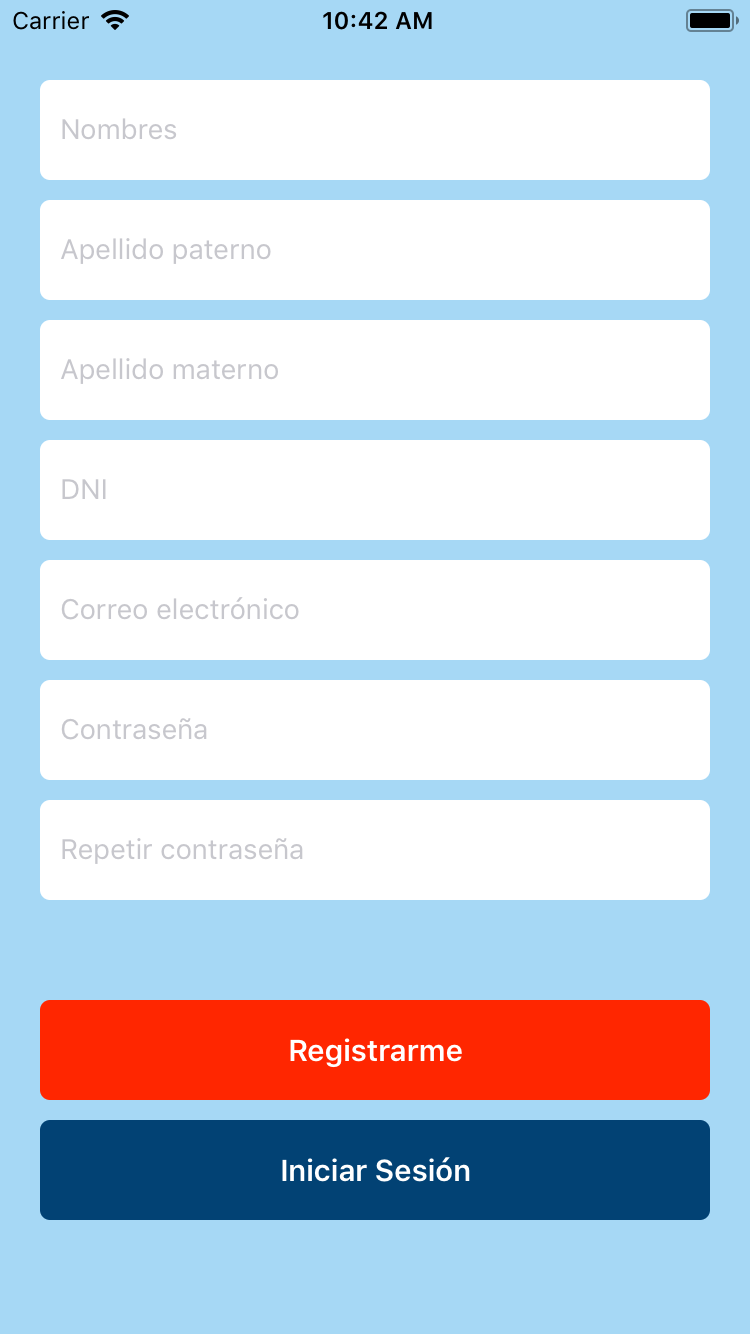 Carrier 10:42 AM
Nombres
Apellido paterno
Apellido materno
DNI
Correo electrónico
Contraseña
Repetir contraseña
Registrarme
Iniciar Sesión